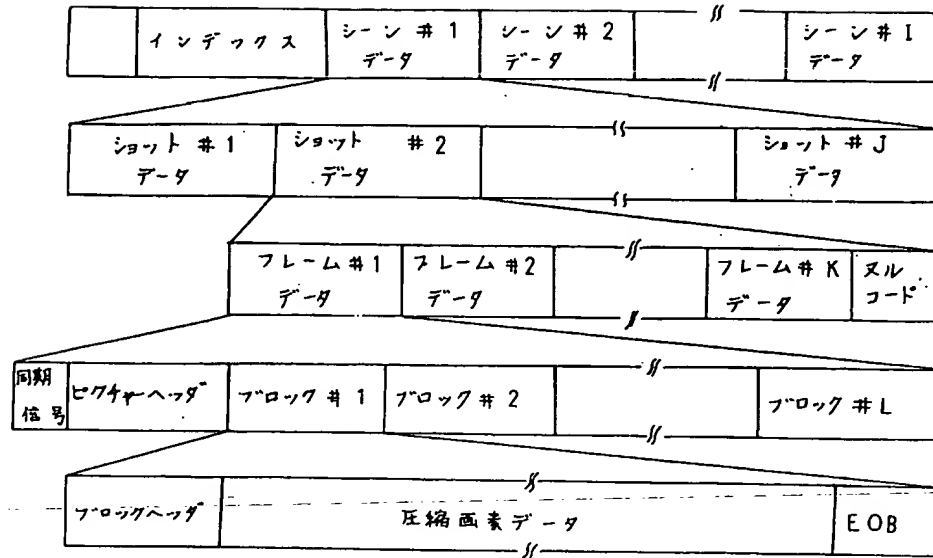 インデックス
シーン #1 データ
シーン #2 データ
シーン #I データ
ショット #1 データ
ショット #2 データ
ショット #J データ
フレーム #1 データ
フレーム #2 データ
フレーム #K データ
ヌル コード
同期 信号
ピクチャーヘッダ
ブロック #1
ブロック #2
ブロック #L
ブロックヘッダ
圧縮画素データ
EOB